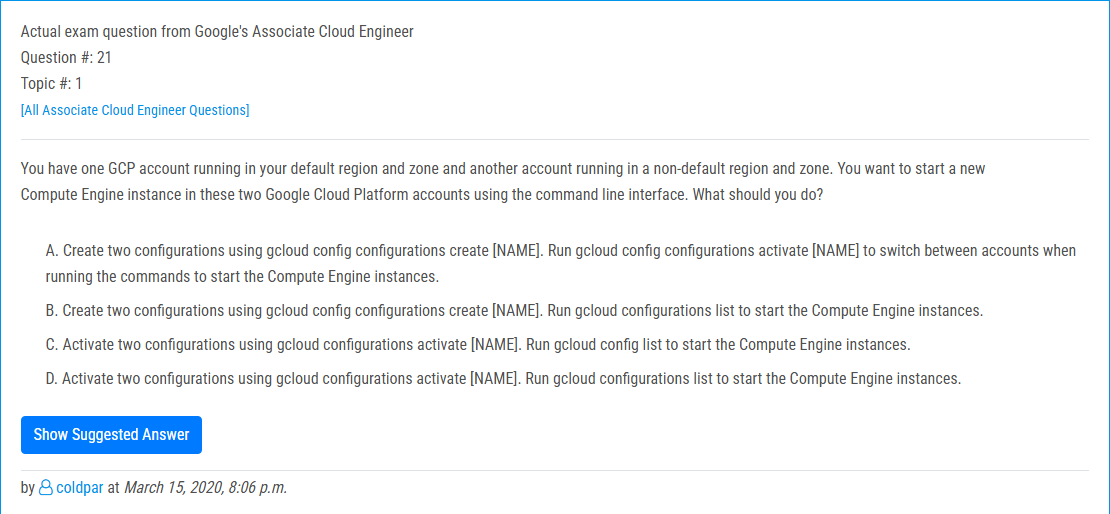 Actual exam question from Google's Associate Cloud Engineer
Question #: 21
Topic #: 1
[All Associate Cloud Engineer Questions]
You have one GCP account running in your default region and zone and another account running in a non-default region and zone. You want to start a new
Compute Engine instance in these two Google Cloud Platform accounts using the command line interface. What should you do?
A. Create two configurations using gcloud config configurations create [NAME]. Run gcloud config configurations activate [NAME] to switch between accounts when
running the commands to start the Compute Engine instances.
B. Create two configurations using gcloud config configurations create [NAME]. Run gcloud configurations list to start the Compute Engine instances.
C. Activate two configurations using gcloud configurations activate [NAME]. Run gcloud config list to start the Compute Engine instances.
D. Activate two configurations using gcloud configurations activate [NAME]. Run gcloud configurations list to start the Compute Engine instances.
Show Suggested Answer
by coldpar at March 15, 2020, 8:06 p.m.